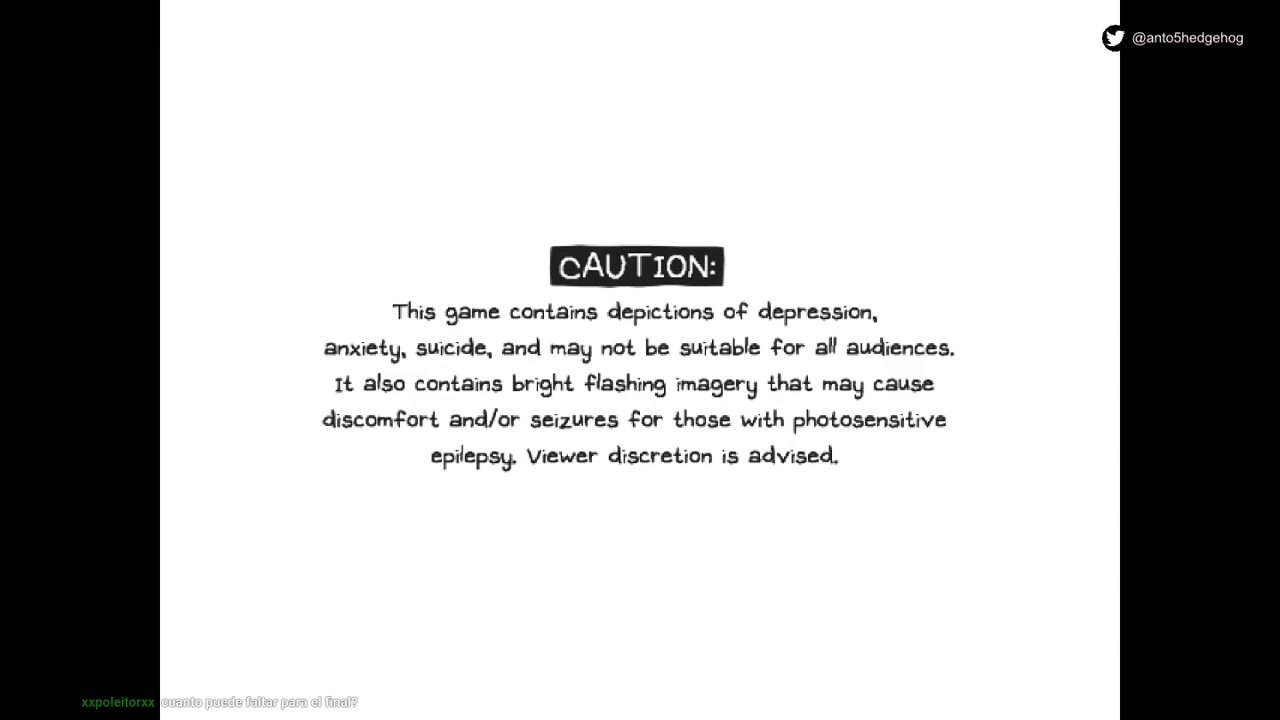 @anto5hedgehog
CAUTION:
This game contains depictions of depression,
anxiety, suicide, and may not be suitable for all audiences.
It also contains bright flashing imagery that may cause
discomfort and/or seizures for those with photosensitive
epilepsy. Viewer discretion is advised.
xxpoleitorxx cuanto puede faltar para el final?